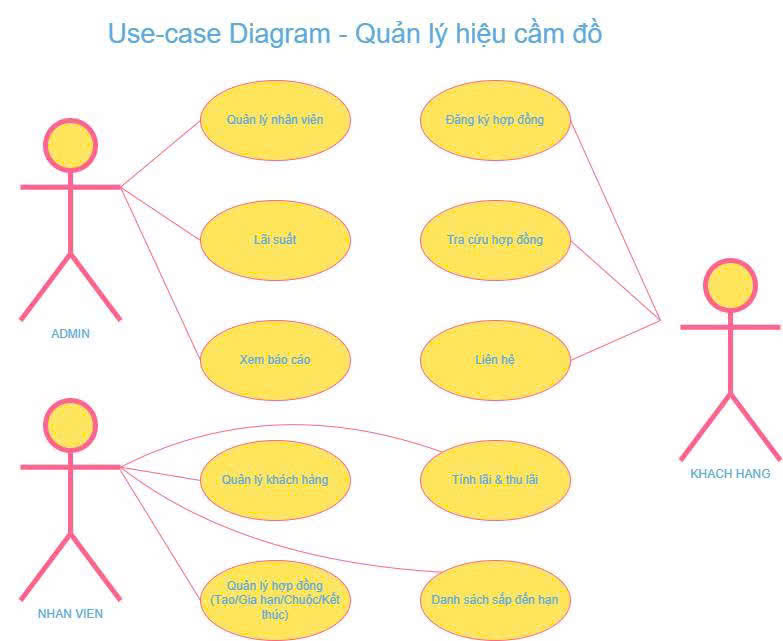 Use-case Diagram - Quản lý hiệu cầm đồ
Quản lý nhân viên
Đăng ký hợp đồng
Lãi suất
Tra cứu hợp đồng
ADMIN
Xem báo cáo
Liên hệ
Quản lý khách hàng
Tính lãi & thu lãi
KHACH HANG
Quản lý hợp đồng
(Tạo/Gia hạn/Chuộc/Kết
thúc)
Danh sách sắp đến hạn
NHAN VIEN